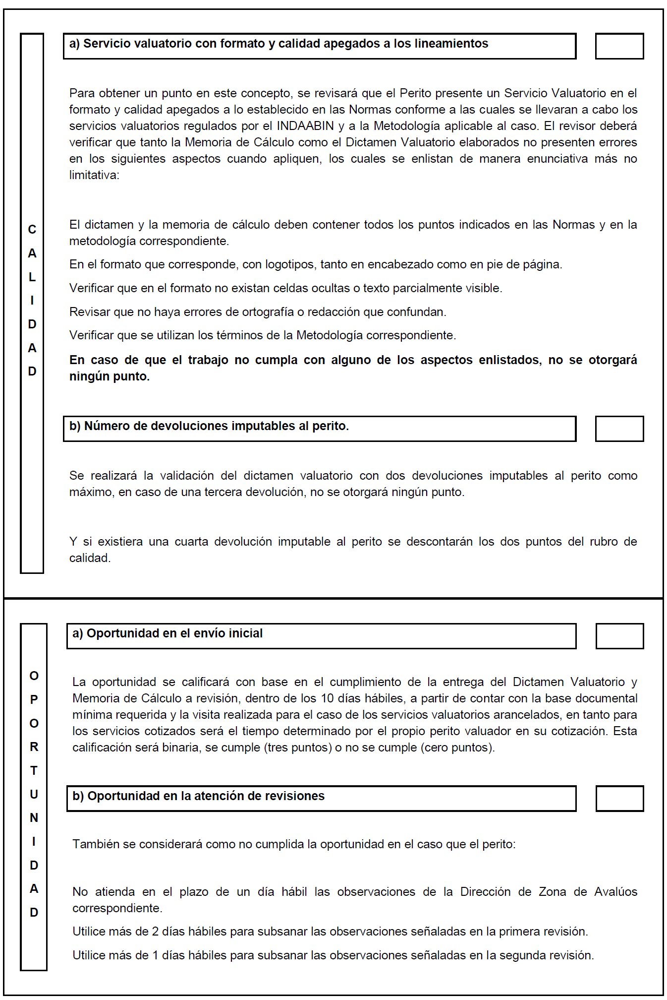 CALIDAD
a) Servicio valuatorio con formato y calidad apegados a los lineamientos
Para obtener un punto en este concepto, se revisará que el Perito presente un Servicio Valuatorio en el
formato y calidad apegados a lo establecido en las Normas conforme a las cuales se llevaran a cabo los
servicios valuatorios regulados por el INDAABIN y a la Metodología aplicable al caso. El revisor deberá
verificar que tanto la Memoria de Cálculo como el Dictamen Valuatorio elaborados no presenten errores
en los siguientes aspectos cuando apliquen, los cuales se enlistan de manera enunciativa más no
limitativa:
El dictamen y la memoria de cálculo deben contener todos los puntos indicados en las Normas y en la
metodología correspondiente.
En el formato que corresponde, con logotipos, tanto en encabezado como en pie de página.
Verificar que en el formato no existan celdas ocultas o texto parcialmente visible.
Revisar que no haya errores de ortografía o redacción que confundan.
Verificar que se utilizan los términos de la Metodología correspondiente.
En caso de que el trabajo no cumpla con alguno de los aspectos enlistados, no se otorgará
ningún punto.
b) Número de devoluciones imputables al perito.
Se realizará la validación del dictamen valuatorio con dos devoluciones imputables al perito como
máximo, en caso de una tercera devolución, no se otorgará ningún punto.
Y si existiera una cuarta devolución imputable al perito se descontarán los dos puntos del rubro de
calidad.
OPORTUNIDAD
a) Oportunidad en el envío inicial
La oportunidad se calificará con base en el cumplimiento de la entrega del Dictamen Valuatorio y
Memoria de Cálculo a revisión, dentro de los 10 días hábiles, a partir de contar con la base documental
mínima requerida y la visita realizada para el caso de los servicios valuatorios arancelados, en tanto para
los servicios cotizados será el tiempo determinado por el propio perito valuador en su cotización. Esta
calificación será binaria, se cumple (tres puntos) o no se cumple (cero puntos).
b) Oportunidad en la atención de revisiones
También se considerará como no cumplida la oportunidad en el caso que el perito:
No atienda en el plazo de un día hábil las observaciones de la Dirección de Zona de Avalúos
correspondiente.
Utilice más de 2 días hábiles para subsanar las observaciones señaladas en la primera revisión.
Utilice más de 1 días hábiles para subsanar las observaciones señaladas en la segunda revisión.